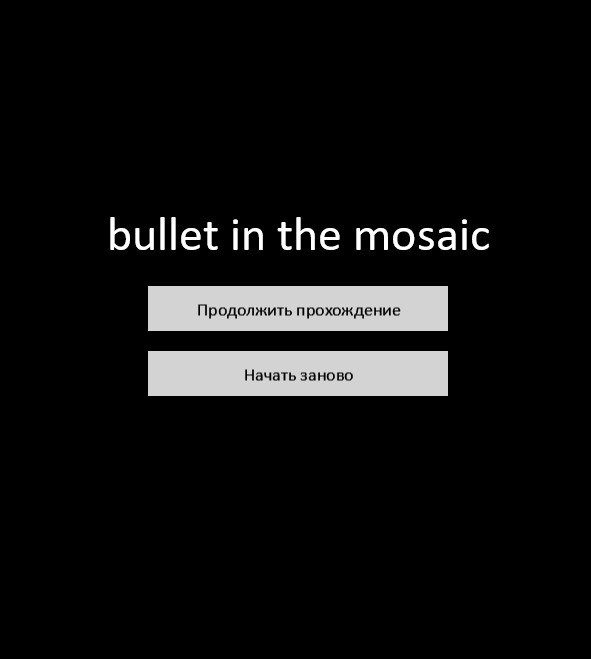 bullet in the mosaic
Продолжить прохождение
Начать заново